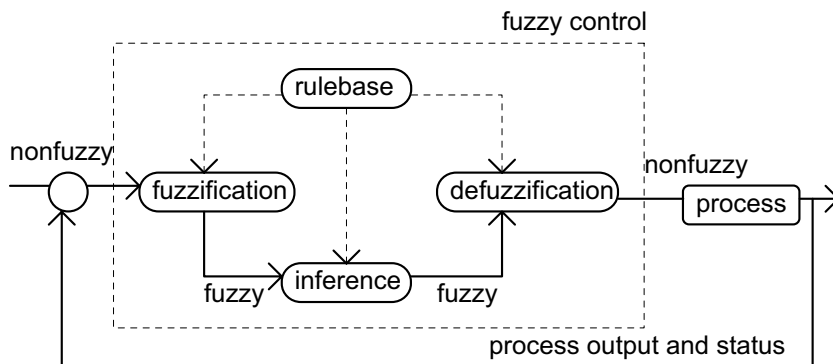 fuzzy control
rulebase
nonfuzzy
fuzzification
defuzzification
nonfuzzy
process
fuzzy
inference
fuzzy
process output and status